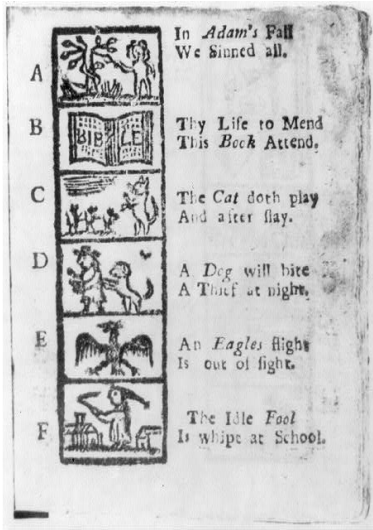 A
In Adam's Fall
We Sinned all.
B
BIBLE
Thy Life to Mend
This Book Attend.
C
The Cat doth play
And after slay.
D
A Dog will bite
A Thief at night.
E
An Eagles flight
Is out of sight.
F
The Idle Fool
Is whipt at School.